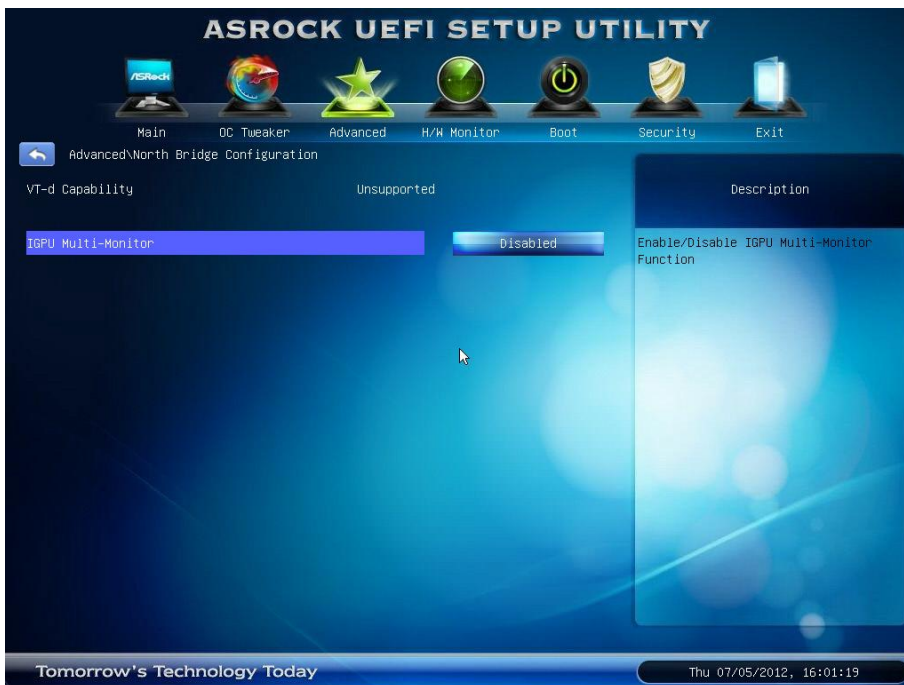 ASROCK UEFI SETUP UTILITY
ASRock
Main OC Tweaker Advanced H/W Monitor Boot Security Exit
Advanced\North Bridge Configuration
VT-d Capability Unsupported
IGPU Multi-Monitor Disabled
Description
Enable/Disable IGPU Multi-Monitor
Function
Tomorrow's Technology Today
Thu 07/05/2012, 16:01:19